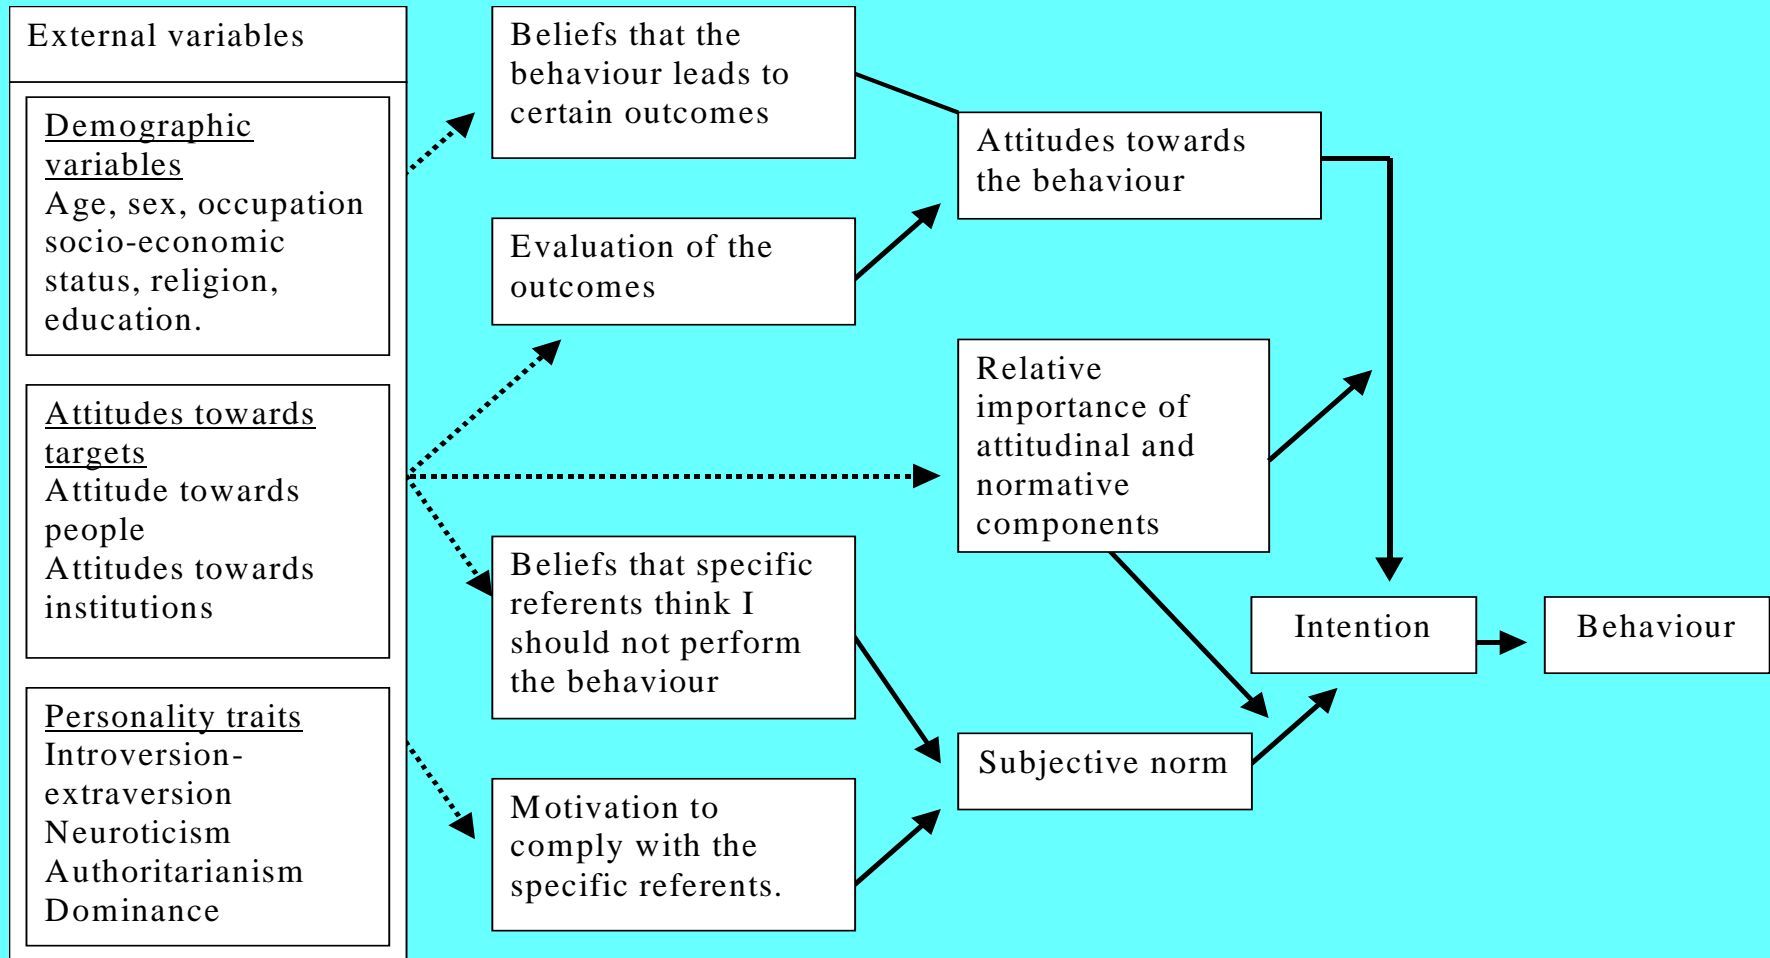 External variables
Demographic
variables
Age, sex, occupation
socio-economic
status, religion,
education.
Attitudes towards
targets
Attitude towards
people
Attitudes towards
institutions
Personality traits
Introversion-
extraversion
Neuroticism
Authoritarianism
Dominance
Beliefs that the
behaviour leads to
certain outcomes
Evaluation of the
outcomes
Beliefs that specific
referents think I
should not perform
the behaviour
Motivation to
comply with the
specific referents.
Attitudes towards
the behaviour
Relative
importance of
attitudinal and
normative
components
Subjective norm
Intention
Behaviour